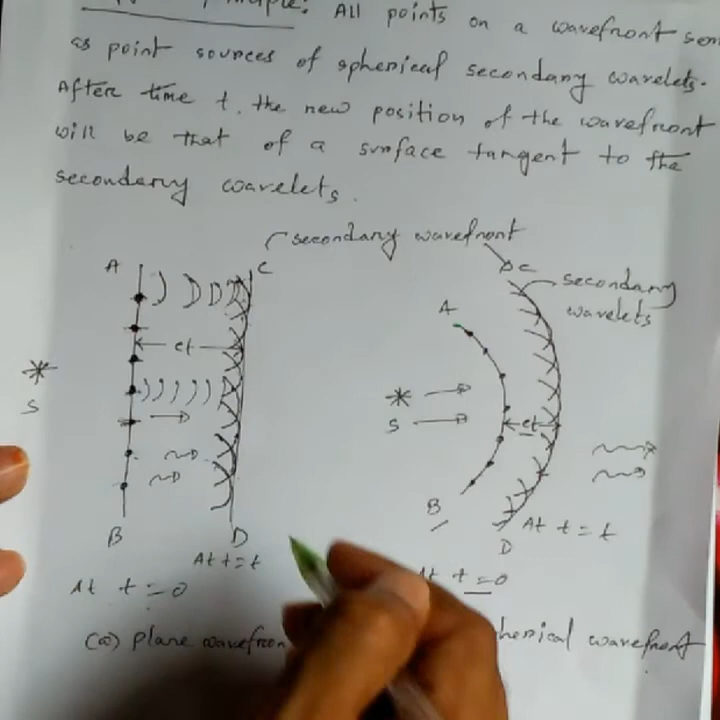 : All points on a wavefront
as point sources of spherical secondary wavelets.
After time t, the new position of the wavefront
will be that of a surface tangent to the
secondary wavelets.
secondary wavefront
A
C
C
secondary
wavelets
A
ct
S
S
ct
B
B
D
D
At t = t
At t = t
At t = 0
At t = 0
(a) plane wavefron
herical wavefront